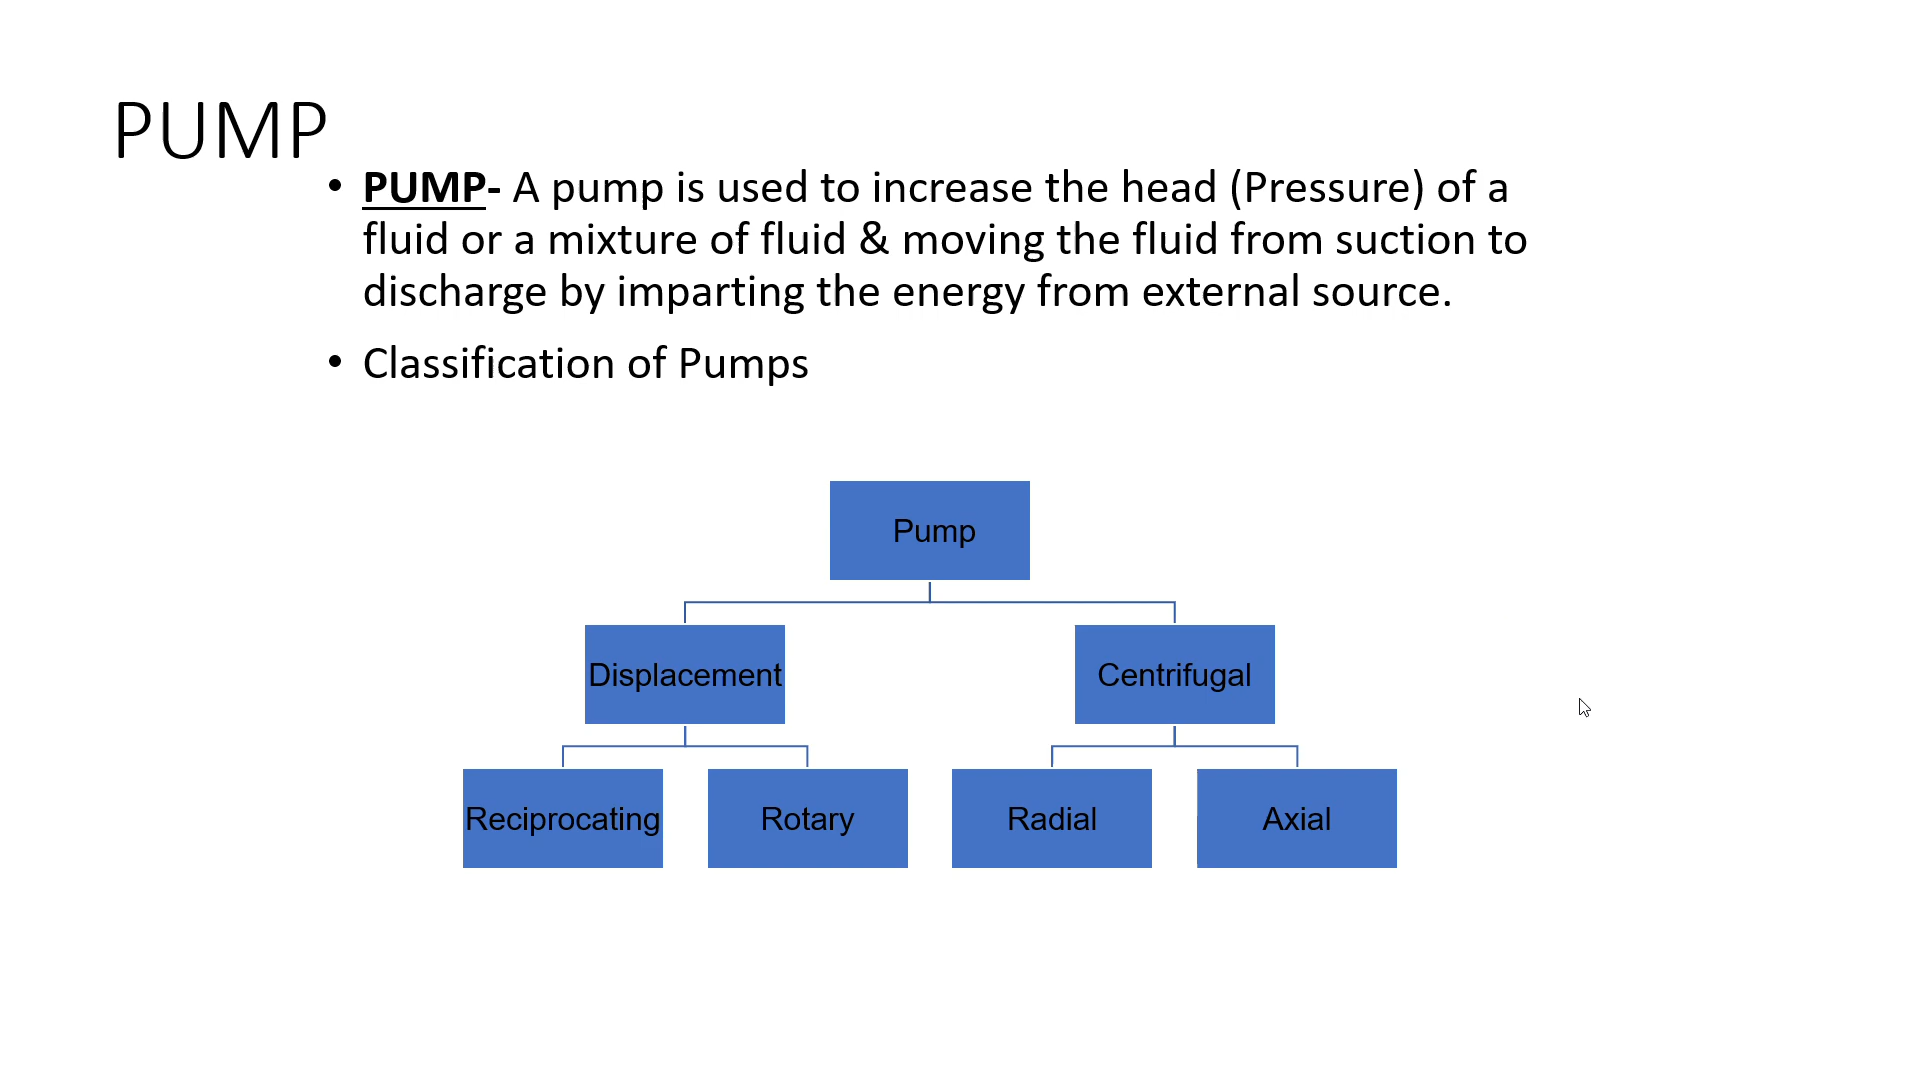 PUMP
• PUMP- A pump is used to increase the head (Pressure) of a
fluid or a mixture of fluid & moving the fluid from suction to
discharge by imparting the energy from external source.
• Classification of Pumps
Pump
Displacement
Centrifugal
Reciprocating
Rotary
Radial
Axial